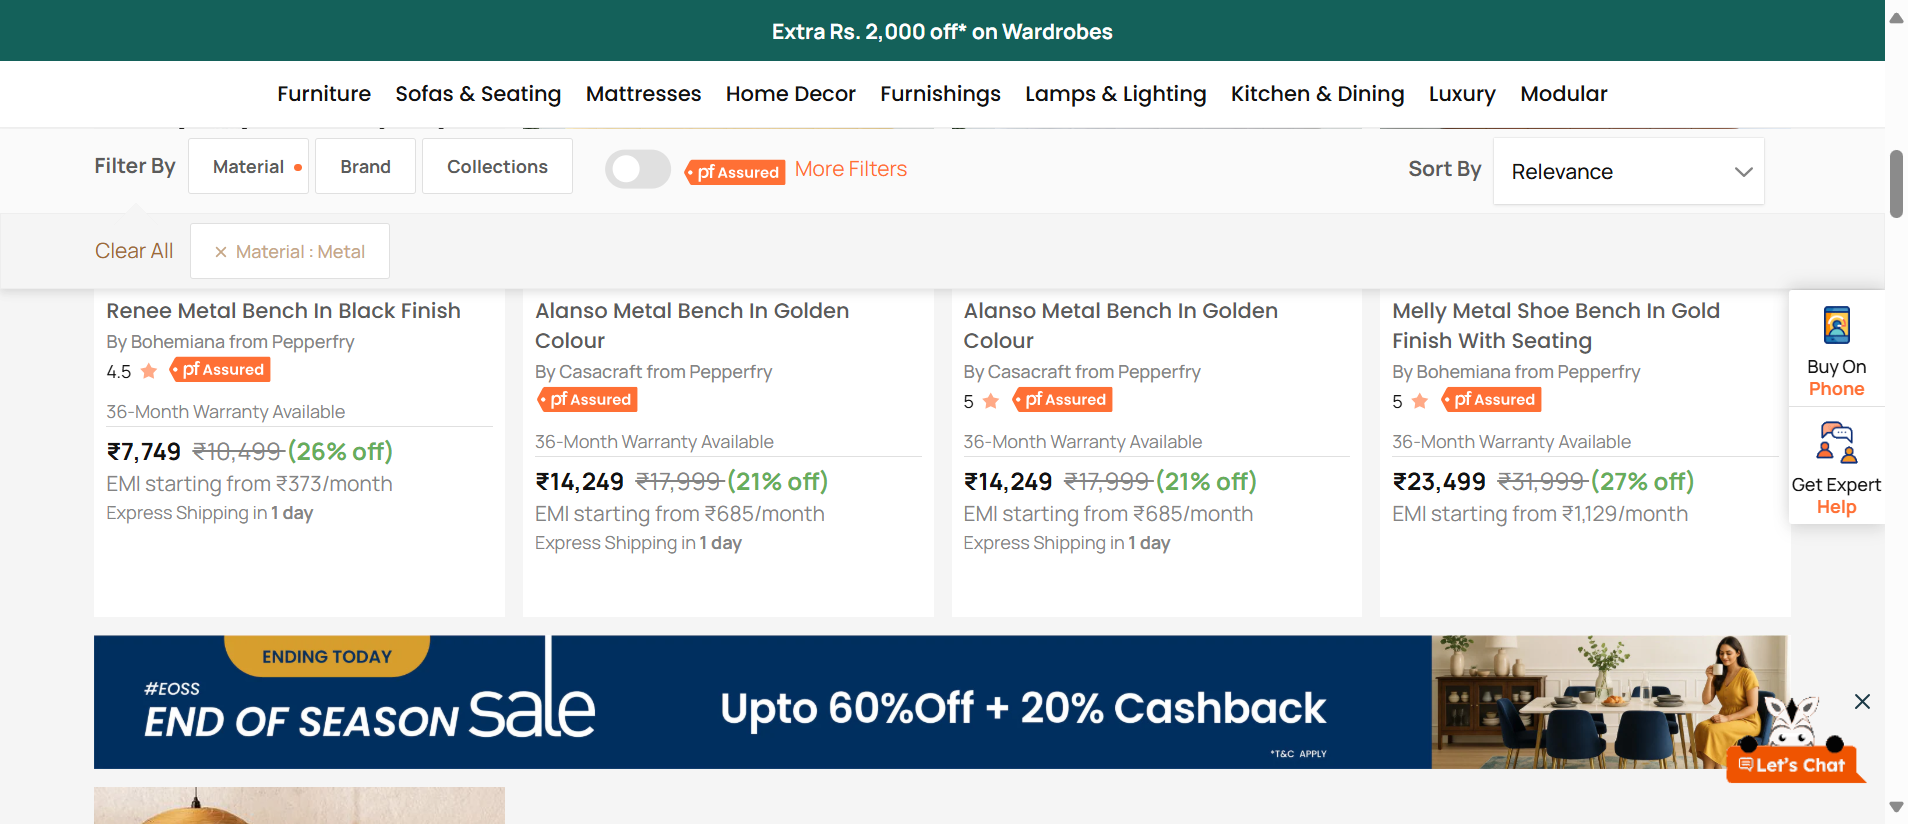 Extra Rs. 2,000 off* on Wardrobes
Furniture Sofas & Seating Mattresses Home Decor Furnishings Lamps & Lighting Kitchen & Dining Luxury Modular
Filter By Material Brand Collections pf Assured More Filters Sort By Relevance
Clear All × Material : Metal
Renee Metal Bench In Black Finish
By Bohemiana from Pepperfry
4.5 pf Assured
36-Month Warranty Available
₹7,749 ₹10,499 (26% off)
EMI starting from ₹373/month
Express Shipping in 1 day
Alanso Metal Bench In Golden
Colour
By Casacraft from Pepperfry
pf Assured
36-Month Warranty Available
₹14,249 ₹17,999 (21% off)
EMI starting from ₹685/month
Express Shipping in 1 day
Alanso Metal Bench In Golden
Colour
By Casacraft from Pepperfry
5 pf Assured
36-Month Warranty Available
₹14,249 ₹17,999 (21% off)
EMI starting from ₹685/month
Express Shipping in 1 day
Melly Metal Shoe Bench In Gold
Finish With Seating
By Bohemiana from Pepperfry
5 pf Assured
36-Month Warranty Available
₹23,499 ₹31,999 (27% off)
EMI starting from ₹1,129/month
Buy On
Phone
Get Expert
Help
ENDING TODAY
#EOSS
END OF SEASON sale
Upto 60%Off + 20% Cashback
*T&C APPLY
Let's Chat